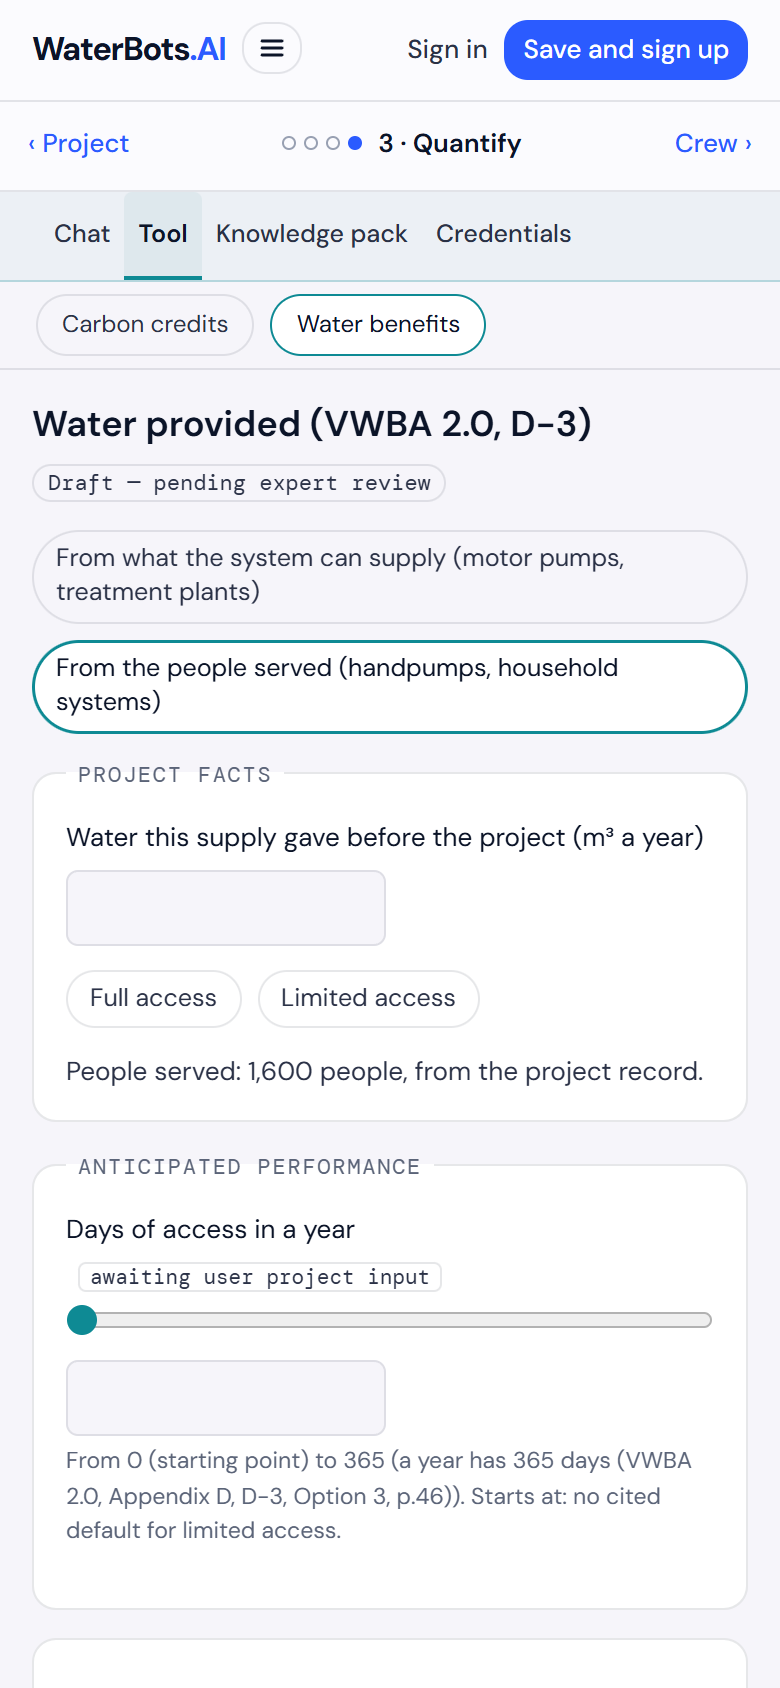 WaterBots.AI
Sign in
Save and sign up
‹ Project
3 · Quantify
Crew ›
Chat
Tool
Knowledge pack
Credentials
Carbon credits
Water benefits
Water provided (VWBA 2.0, D-3)
Draft — pending expert review
From what the system can supply (motor pumps,
treatment plants)
From the people served (handpumps, household
systems)
PROJECT FACTS
Water this supply gave before the project (m³ a year)
Full access
Limited access
People served: 1,600 people, from the project record.
ANTICIPATED PERFORMANCE
Days of access in a year
awaiting user project input
From 0 (starting point) to 365 (a year has 365 days (VWBA
2.0, Appendix D, D-3, Option 3, p.46)). Starts at: no cited
default for limited access.